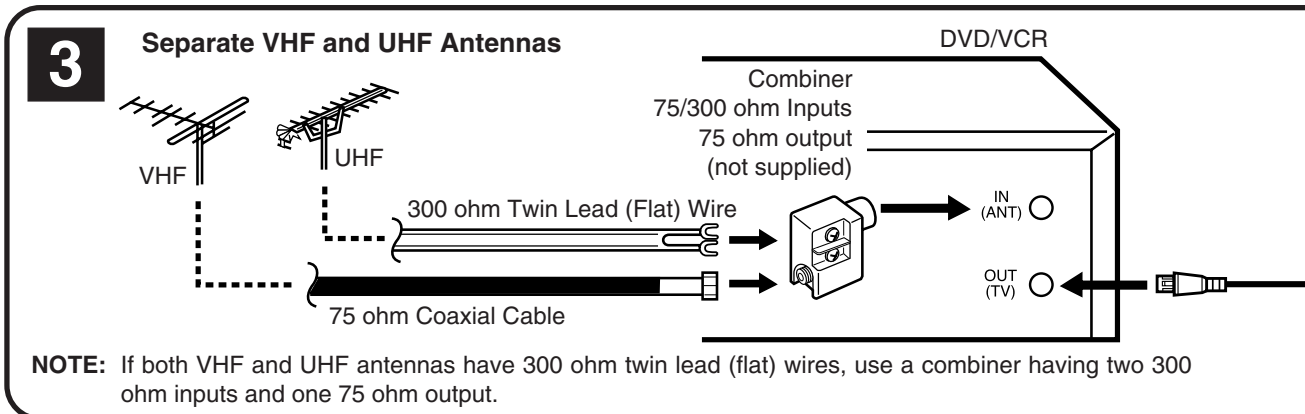 3
Separate VHF and UHF Antennas
DVD/VCR
Combiner
75/300 ohm Inputs
75 ohm output
(not supplied)
VHF
UHF
300 ohm Twin Lead (Flat) Wire
IN
(ANT)
OUT
(TV)
75 ohm Coaxial Cable
NOTE: If both VHF and UHF antennas have 300 ohm twin lead (flat) wires, use a combiner having two 300
ohm inputs and one 75 ohm output.